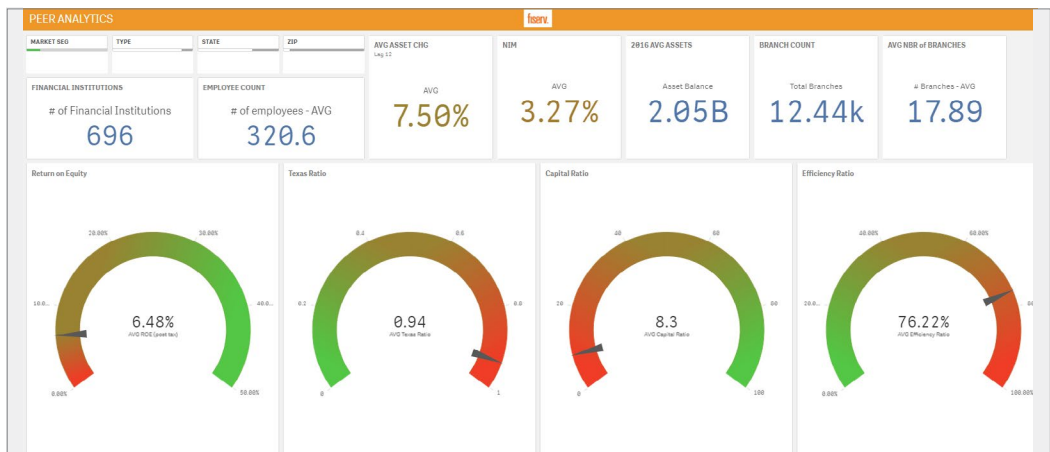 PEER ANALYTICS
fiserv.
MARKET SEG
TYPE
STATE
ZIP
FINANCIAL INSTITUTIONS
# of Financial Institutions
696
EMPLOYEE COUNT
# of employees - AVG
320.6
AVG ASSET CHG
Lag 12
AVG
7.50%
NIM
AVG
3.27%
2016 AVG ASSETS
Asset Balance
2.05B
BRANCH COUNT
Total Branches
12.44k
AVG NBR of BRANCHES
# Branches - AVG
17.89
Return on Equity
20.00%
30.00%
10.0...
40.0...
6.48%
AVG ROE (post tax)
0.00%
50.00%
Texas Ratio
0.4
0.6
0.2
0.94
AVG Texas Ratio
0
1
Capital Ratio
40
60
20
80
8.3
AVG Capital Ratio
0
100
Efficiency Ratio
40.00%
60.00%
20.0...
76.22%
AVG Efficiency Ratio
0.00%
100.00%